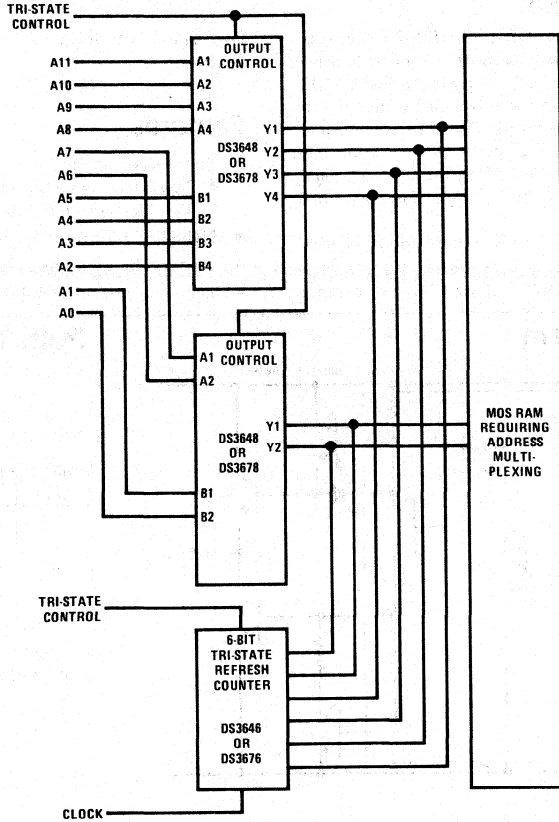 TRI-STATE
CONTROL
OUTPUT
CONTROL
A11
A10
A9
A8
A7
A6
A5
A4
A3
A2
A1
A0
A1
A2
A3
A4
B1
B2
B3
B4
Y1
Y2
Y3
Y4
DS3648
OR
DS3678
OUTPUT
CONTROL
A1
A2
B1
B2
Y1
Y2
DS3648
OR
DS3678
MOS RAM
REQUIRING
ADDRESS
MULTI-
PLEXING
TRI-STATE
CONTROL
6-BIT
TRI-STATE
REFRESH
COUNTER
DS3646
OR
DS3676
CLOCK